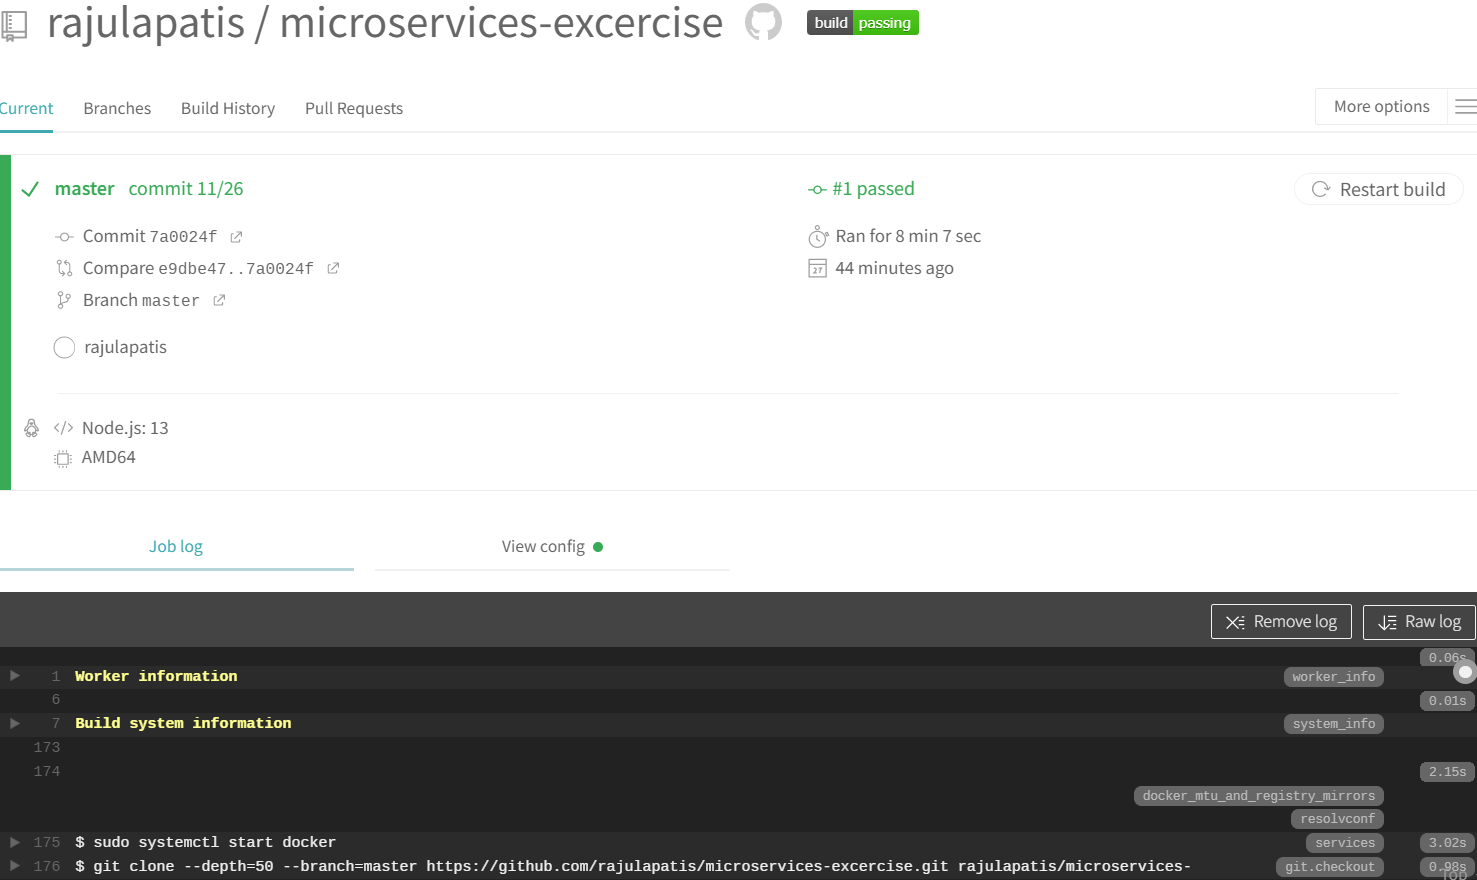 rajulapatis / microservices-excercise build passing
Current Branches Build History Pull Requests More options
master commit 11/26 #1 passed Restart build
Commit 7a0024f Ran for 8 min 7 sec
Compare e9dbe47..7a0024f 27 44 minutes ago
Branch master
rajulapatis
</> Node.js: 13
AMD64
Job log View config
Remove log Raw log
0.06s
1 Worker information worker_info
6 0.01s
7 Build system information system_info
173
174 2.15s
docker_mtu_and_registry_mirrors
resolvconf
175 $ sudo systemctl start docker services 3.02s
176 $ git clone --depth=50 --branch=master https://github.com/rajulapatis/microservices-excercise.git rajulapatis/microservices- git.checkout 0.98s
Top